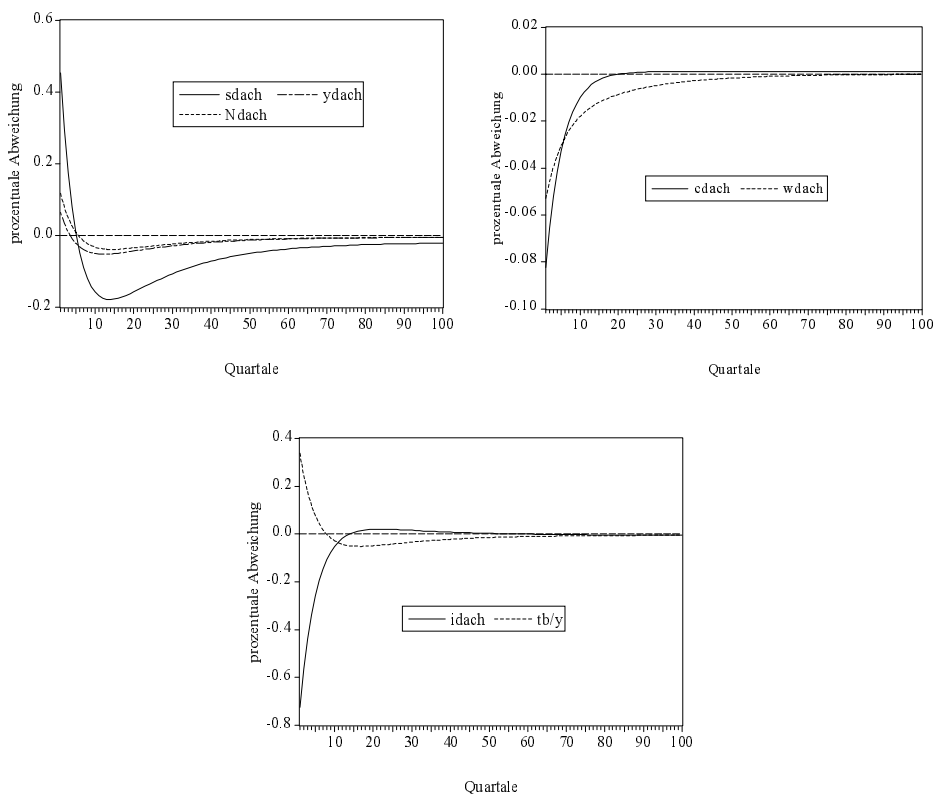 0.6
0.4
0.2
0.0
-0.2
prozentuale Abweichung
sdach
ydach
Ndach
10 20 30 40 50 60 70 80 90 100
Quartale
0.02
0.00
-0.02
-0.04
-0.06
-0.08
-0.10
prozentuale Abweichung
cdach
wdach
10 20 30 40 50 60 70 80 90 100
Quartale
0.4
0.2
0.0
-0.2
-0.4
-0.6
-0.8
prozentuale Abweichung
idach
tb/y
10 20 30 40 50 60 70 80 90 100
Quartale